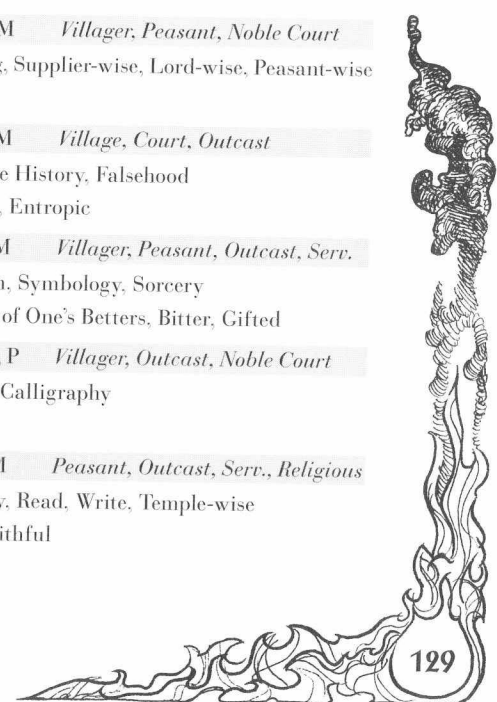 M Villager, Peasant, Noble Court
, Supplier-wise, Lord-wise, Peasant-wise
M Village, Court, Outcast
e History, Falsehood
, Entropic
M Villager, Peasant, Outcast, Serv.
, Symbology, Sorcery
of One's Betters, Bitter, Gifted
P Villager, Outcast, Noble Court
Calligraphy
Peasant, Outcast, Serv., Religious
, Read, Write, Temple-wise
129